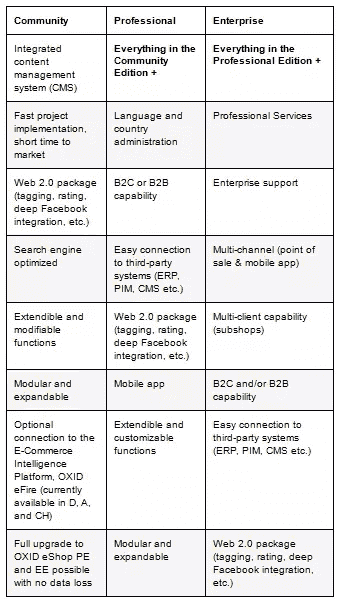 Community
Professional
Enterprise
Integrated
content
management
system (CMS)
Everything in the
Community
Edition +
Everything in the
Professional Edition +
Fast project
implementation,
short time to
market
Language and
country
administration
Professional Services
Web 2.0 package
(tagging, rating,
deep Facebook
integration, etc.)
B2C or B2B
capability
Enterprise support
Search engine
optimized
Easy connection
to third-party
systems (ERP,
PIM, CMS etc.)
Multi-channel (point of
sale & mobile app)
Extendible and
modifiable
functions
Web 2.0 package
(tagging, rating,
deep Facebook
integration, etc.)
Multi-client capability
(subshops)
Modular and
expandable
Mobile app
B2C and/or B2B
capability
Optional
connection to the
E-Commerce
Intelligence
Platform, OXID
eFire (currently
available in D, A,
and CH)
Extendible and
customizable
functions
Easy connection to
third-party systems
(ERP, PIM, CMS etc.)
Full upgrade to
OXID eShop PE
and EE possible
with no data loss
Modular and
expandable
Web 2.0 package
(tagging, rating, deep
Facebook integration,
etc.)